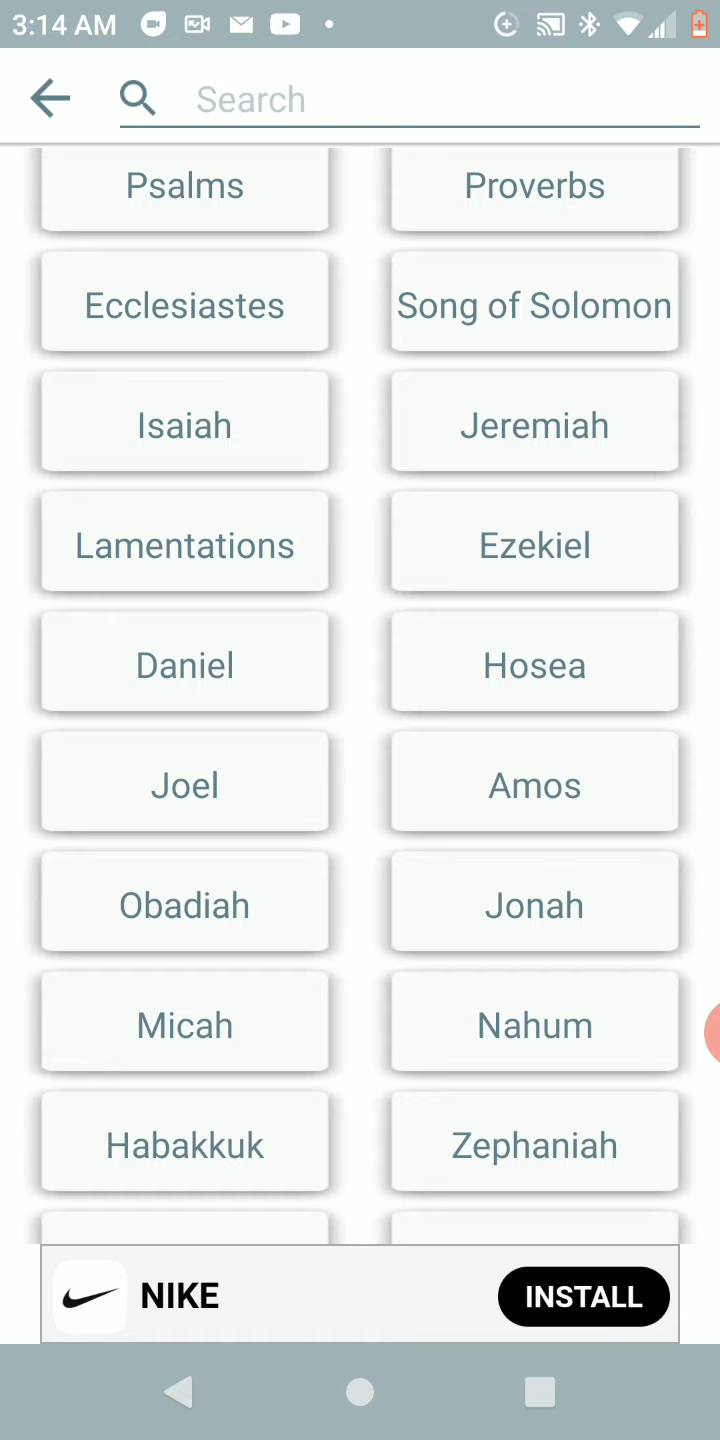 3:14 AM
Search
Psalms Proverbs
Ecclesiastes Song of Solomon
Isaiah Jeremiah
Lamentations Ezekiel
Daniel Hosea
Joel Amos
Obadiah Jonah
Micah Nahum
Habakkuk Zephaniah
NIKE INSTALL